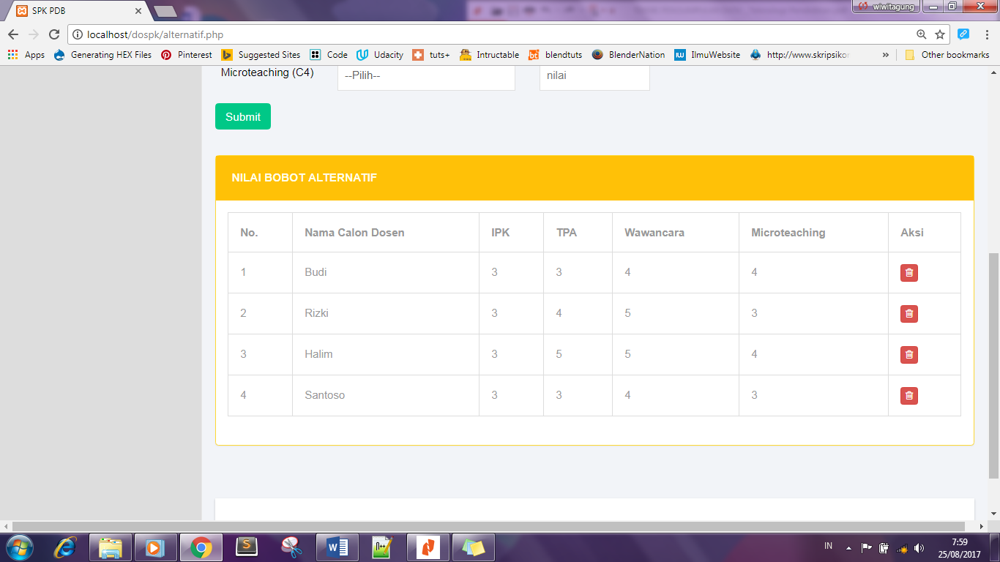 SPK PDB
wiwitagung
localhost/dospk/alternatif.php
Apps Generating HEX Files Pinterest Suggested Sites Code Udacity tuts+ Intructable blendtuts BlenderNation IlmuWebsite http://www.skripsikor » Other bookmarks
Microteaching (C4) --Pilih-- nilai
Submit
NILAI BOBOT ALTERNATIF
No. Nama Calon Dosen IPK TPA Wawancara Microteaching Aksi
1 Budi 3 3 4 4
2 Rizki 3 4 5 3
3 Halim 3 5 5 4
4 Santoso 3 3 4 3
IN 7:59
25/08/2017